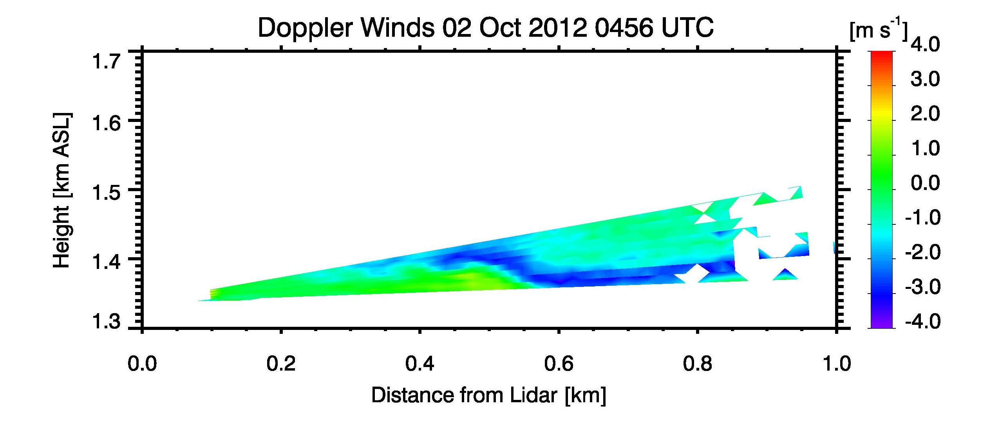 Doppler Winds 02 Oct 2012 0456 UTC
[m s⁻¹]
4.0
3.0
2.0
1.0
0.0
-1.0
-2.0
-3.0
-4.0
Height [km ASL]
1.7
1.6
1.5
1.4
1.3
0.0 0.2 0.4 0.6 0.8 1.0
Distance from Lidar [km]